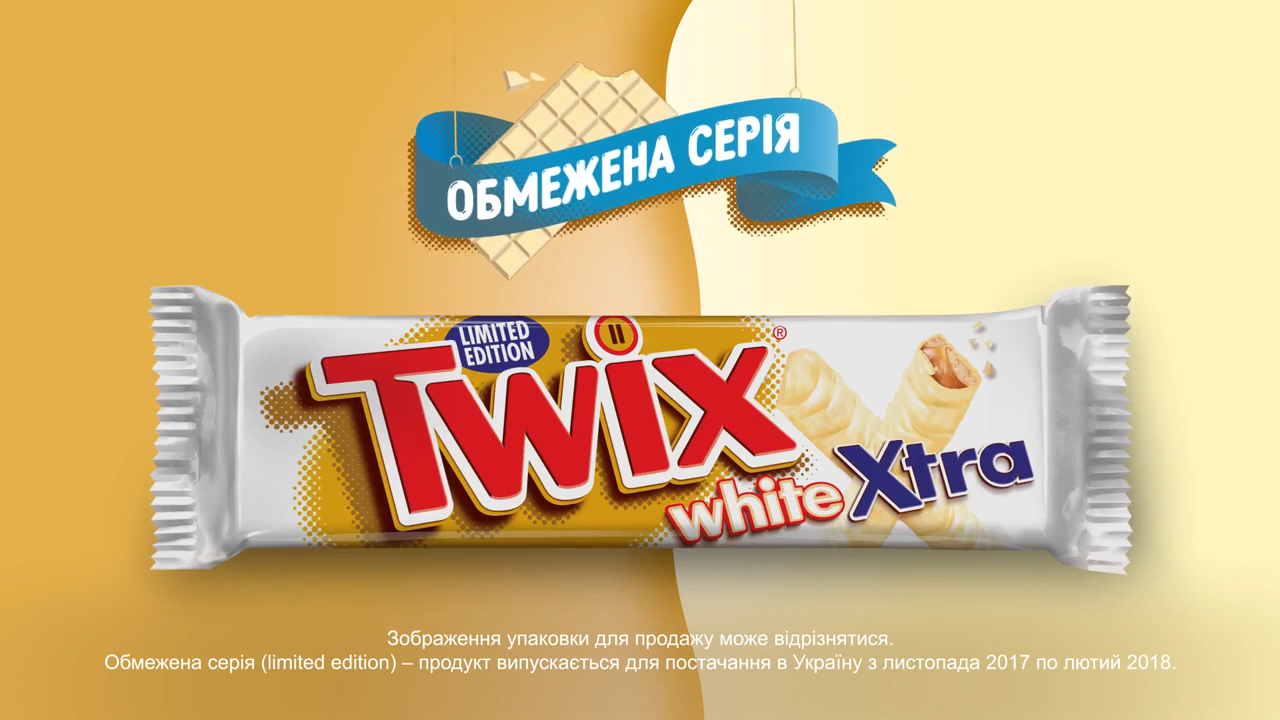 ОБМЕЖЕНА СЕРІЯ
LIMITED
EDITION
II
TWiX®
white Xtra
Зображення упаковки для продажу може відрізнятися.
Обмежена серія (limited edition) – продукт випускається для постачання в Україну з листопада 2017 по лютий 2018.